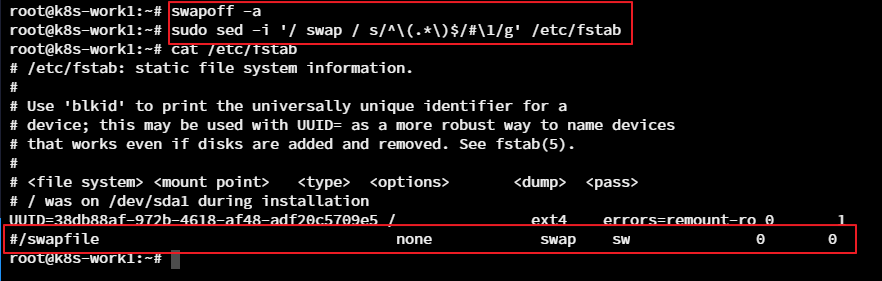 root@k8s-work1:~# swapoff -a
root@k8s-work1:~# sudo sed -i '/ swap / s/^\(.*\)$/#\1/g' /etc/fstab
root@k8s-work1:~# cat /etc/fstab
# /etc/fstab: static file system information.
#
# Use 'blkid' to print the universally unique identifier for a
# device; this may be used with UUID= as a more robust way to name devices
# that works even if disks are added and removed. See fstab(5).
#
# <file system> <mount point>   <type>  <options>       <dump>  <pass>
# / was on /dev/sda1 during installation
UUID=38db88af-972b-4618-af48-adf20c5709e5 /               ext4    errors=remount-ro 0       1
#/swapfile                                 none            swap    sw              0       0
root@k8s-work1:~#